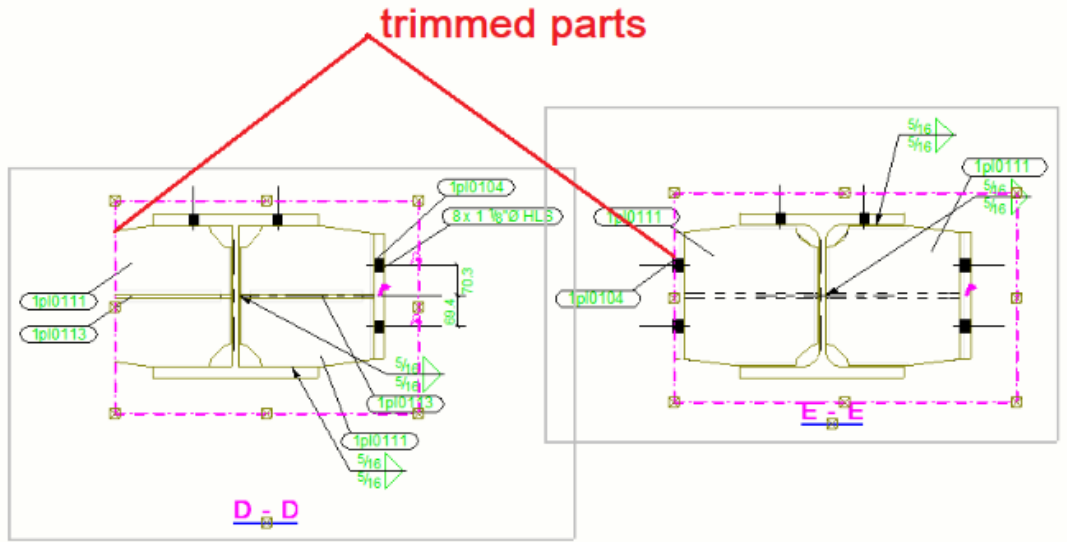 trimmed parts
1pl0104
8 x 1 1/8"Ø HLS
70.3
69.4
1pl0111
1pl0113
5/16
5/16
1pl0113
1pl0111
5/16
5/16
D - D
5/16
5/16
1pl0111
5/16
5/16
1pl0111
1pl0104
E - E